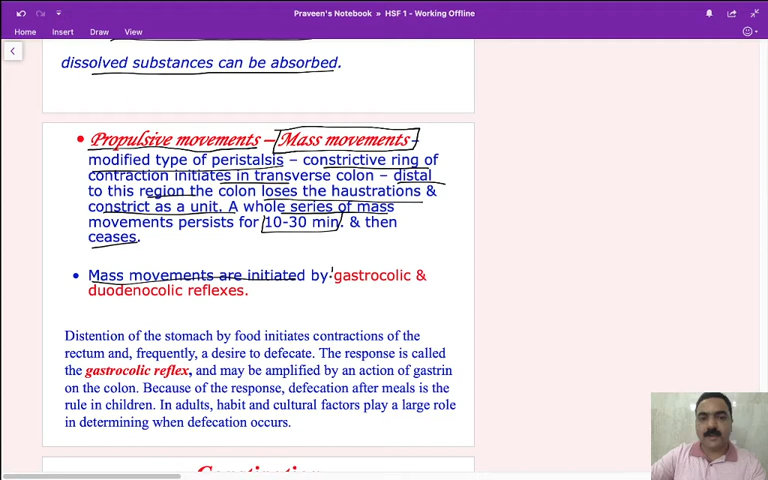 Praveen's Notebook » HSF 1 - Working Offline
Home Insert Draw View
dissolved substances can be absorbed.
• Propulsive movements – Mass movements –
modified type of peristalsis – constrictive ring of
contraction initiates in transverse colon – distal
to this region the colon loses the haustrations &
constrict as a unit. A whole series of mass
movements persists for 10-30 min. & then
ceases.
• Mass movements are initiated by gastrocolic &
duodenocolic reflexes.
Distention of the stomach by food initiates contractions of the
rectum and, frequently, a desire to defecate. The response is called
the gastrocolic reflex, and may be amplified by an action of gastrin
on the colon. Because of the response, defecation after meals is the
rule in children. In adults, habit and cultural factors play a large role
in determining when defecation occurs.
Constipation